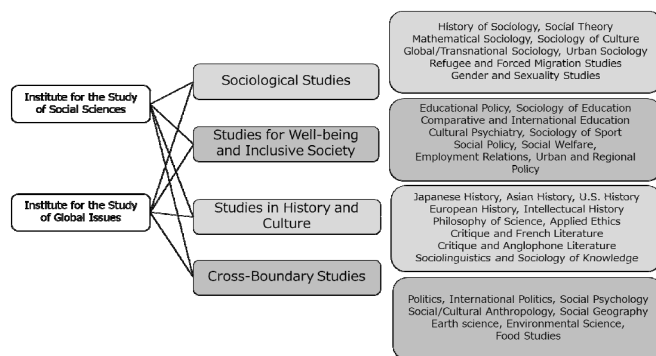 Institute for the Study
of Social Sciences
Institute for the Study
of Global Issues
Sociological Studies
Studies for Well-being
and Inclusive Society
Studies in History and
Culture
Cross-Boundary Studies
History of Sociology, Social Theory
Mathematical Sociology, Sociology of Culture
Global/Transnational Sociology, Urban Sociology
Refugee and Forced Migration Studies
Gender and Sexuality Studies
Educational Policy, Sociology of Education
Comparative and International Education
Cultural Psychiatry, Sociology of Sport
Social Policy, Social Welfare,
Employment Relations, Urban and Regional
Policy
Japanese History, Asian History, U.S. History
European History, Intellectual History
Philosophy of Science, Applied Ethics
Critique and French Literature
Critique and Anglophone Literature
Sociolinguistics and Sociology of Knowledge
Politics, International Politics, Social Psychology
Social/Cultural Anthropology, Social Geography
Earth science, Environmental Science,
Food Studies